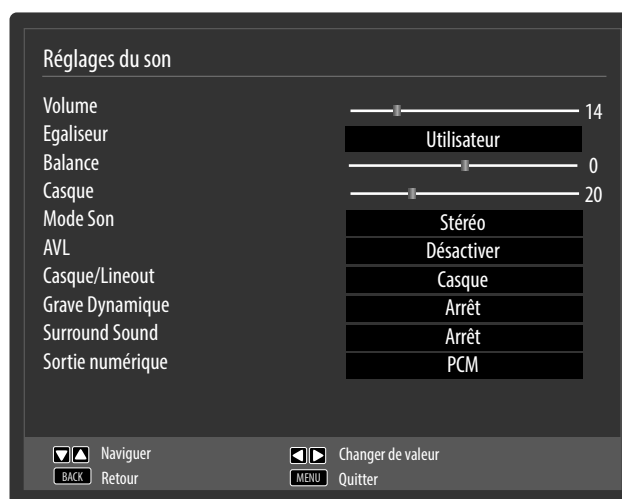 Réglages du son
Volume 14
Egaliseur Utilisateur
Balance 0
Casque 20
Mode Son Stéréo
AVL Désactiver
Casque/Lineout Casque
Grave Dynamique Arrêt
Surround Sound Arrêt
Sortie numérique PCM
Naviguer Changer de valeur
BACK Retour MENU Quitter